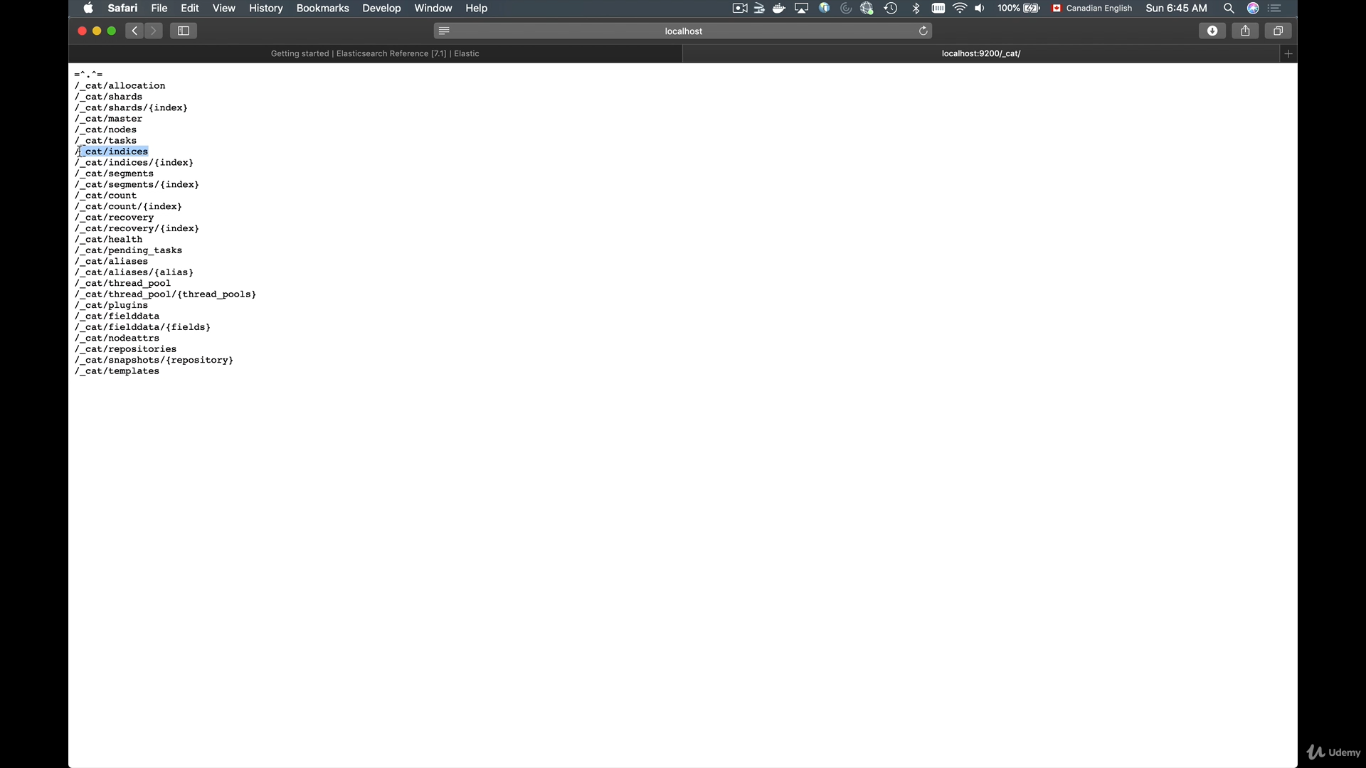 Safari File Edit View History Bookmarks Develop Window Help 100% Canadian English Sun 6:45 AM
localhost
Getting started | Elasticsearch Reference [7.1] | Elastic localhost:9200/_cat/
=^.^=
/_cat/allocation
/_cat/shards
/_cat/shards/{index}
/_cat/master
/_cat/nodes
/_cat/tasks
/_cat/indices
/_cat/indices/{index}
/_cat/segments
/_cat/segments/{index}
/_cat/count
/_cat/count/{index}
/_cat/recovery
/_cat/recovery/{index}
/_cat/health
/_cat/pending_tasks
/_cat/aliases
/_cat/aliases/{alias}
/_cat/thread_pool
/_cat/thread_pool/{thread_pools}
/_cat/plugins
/_cat/fielddata
/_cat/fielddata/{fields}
/_cat/nodeattrs
/_cat/repositories
/_cat/snapshots/{repository}
/_cat/templates
Udemy